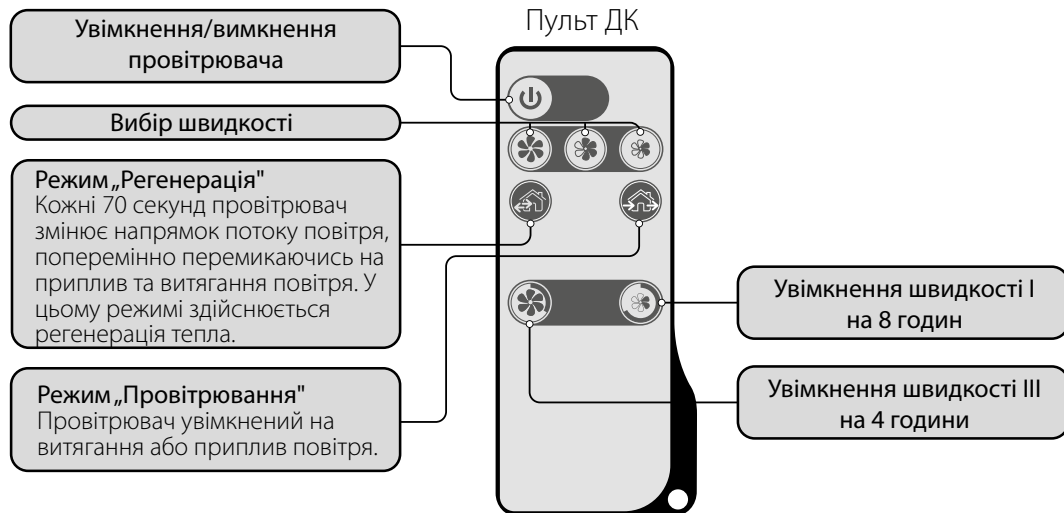 Пульт ДК
Увімкнення/вимкнення
провітрювача
Вибір швидкості
Режим „Регенерація"
Кожні 70 секунд провітрювач
змінює напрямок потоку повітря,
поперемінно перемикаючись на
приплив та витягання повітря. У
цьому режимі здійснюється
регенерація тепла.
Режим „Провітрювання"
Провітрювач увімкнений на
витягання або приплив повітря.
Увімкнення швидкості I
на 8 годин
Увімкнення швидкості III
на 4 години